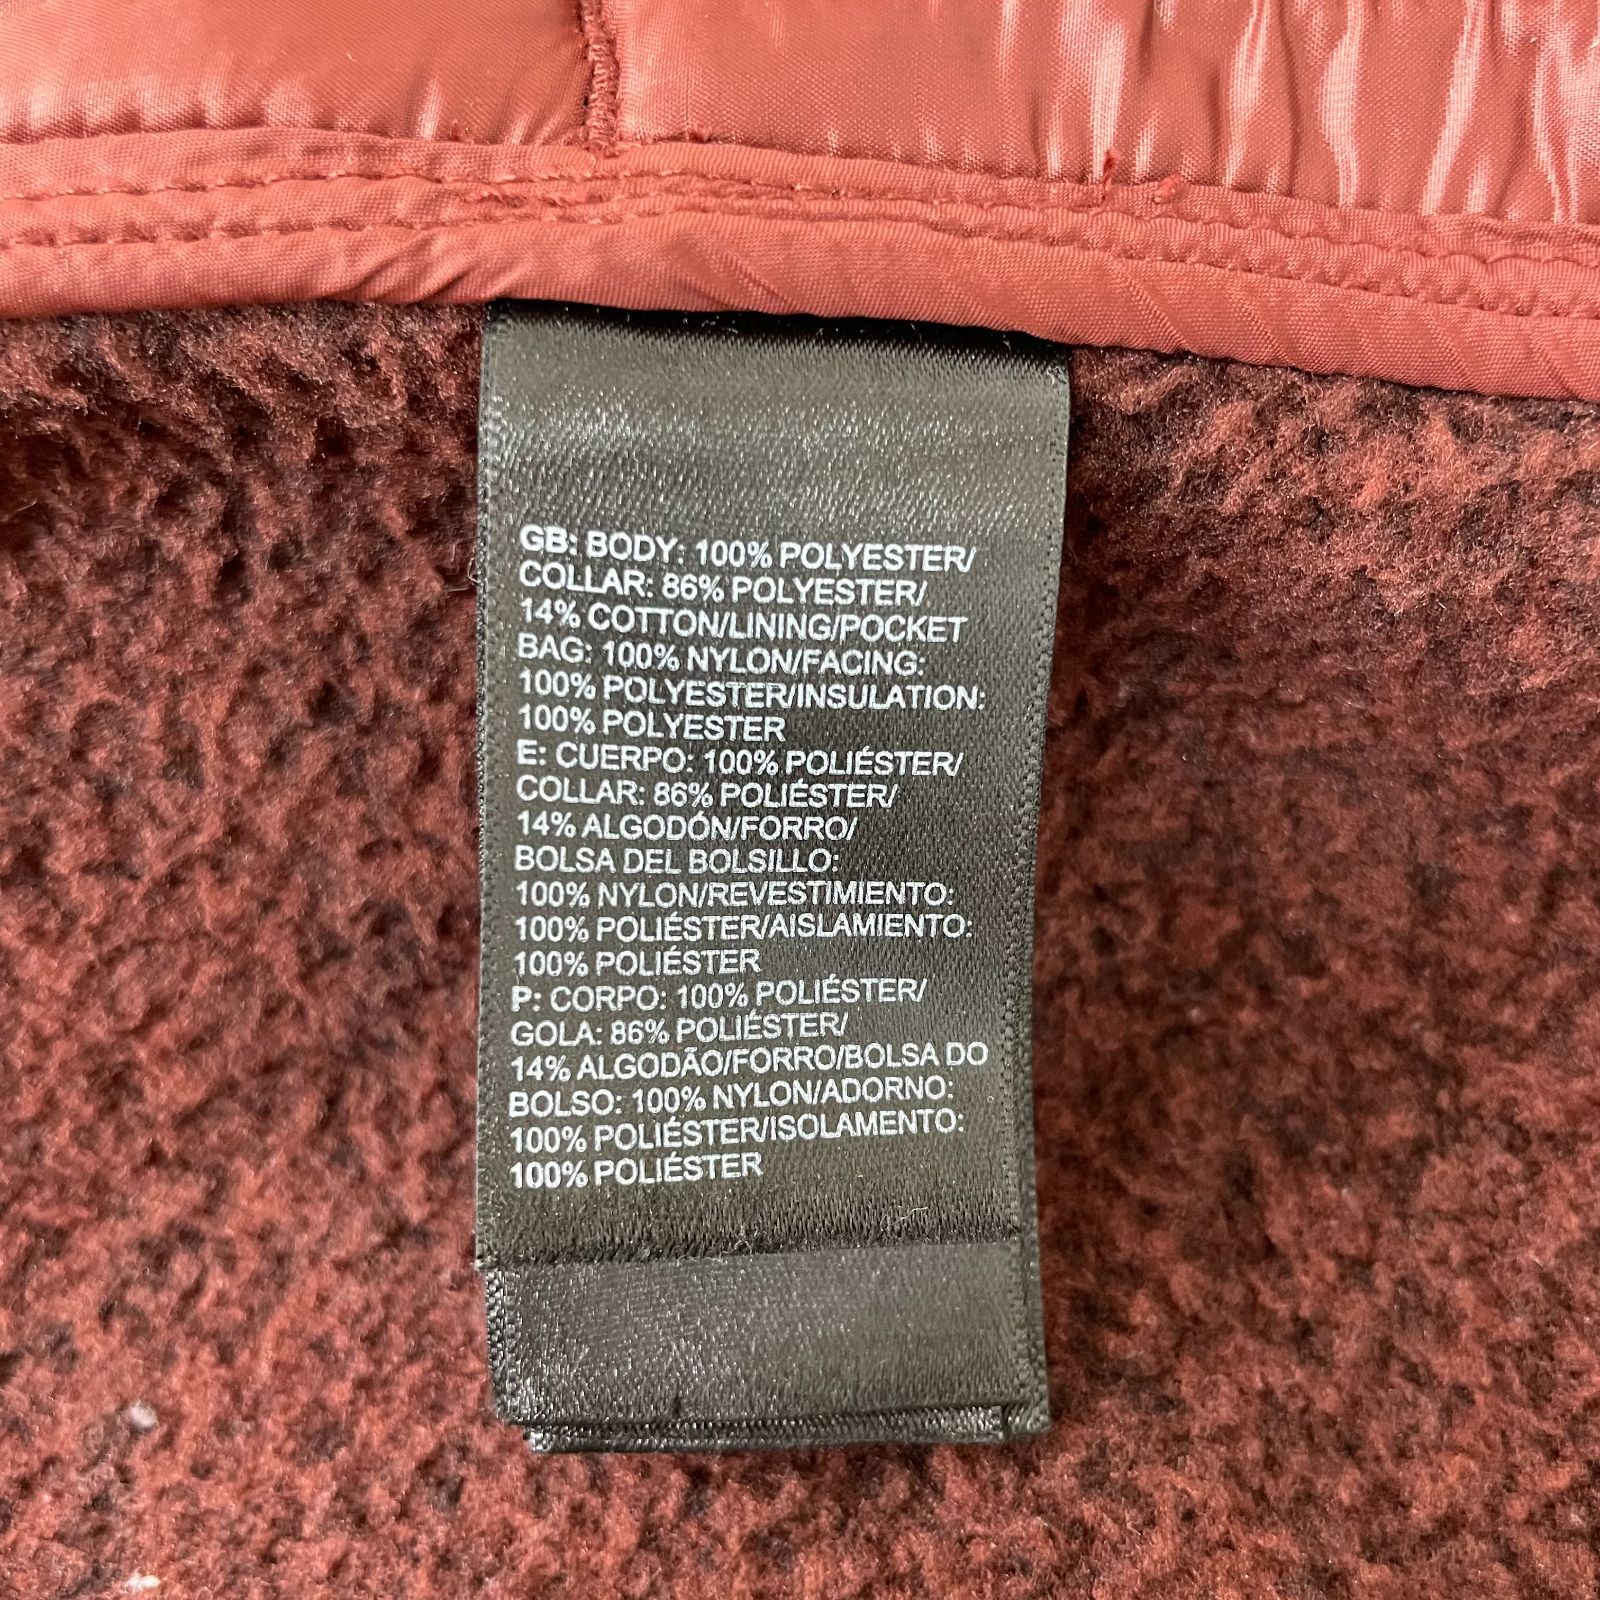 GB: BODY: 100% POLYESTER/
COLLAR: 86% POLYESTER/
14% COTTON/LINING/POCKET
BAG: 100% NYLON/FACING:
100% POLYESTER/INSULATION:
100% POLYESTER
E: CUERPO: 100% POLIÉSTER/
COLLAR: 86% POLIÉSTER/
14% ALGODÓN/FORRO/
BOLSA DEL BOLSILLO:
100% NYLON/REVESTIMIENTO:
100% POLIÉSTER/AISLAMIENTO:
100% POLIÉSTER
P: CORPO: 100% POLIÉSTER/
GOLA: 86% POLIÉSTER/
14% ALGODÃO/FORRO/BOLSA DO
BOLSO: 100% NYLON/ADORNO:
100% POLIÉSTER/ISOLAMENTO:
100% POLIÉSTER